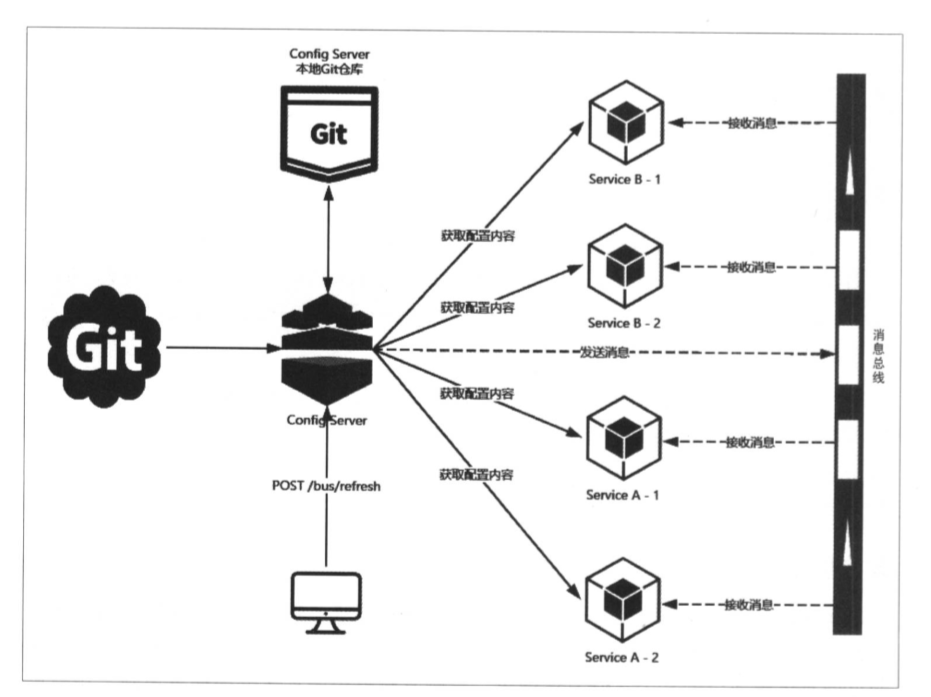 Config Server
本地Git仓库
Git
Service B - 1
接收消息
获取配置内容
Service B - 2
接收消息
获取配置内容
Git
发送消息
消息总线
Config Server
获取配置内容
Service A - 1
接收消息
获取配置内容
POST /bus/refresh
Service A - 2
接收消息